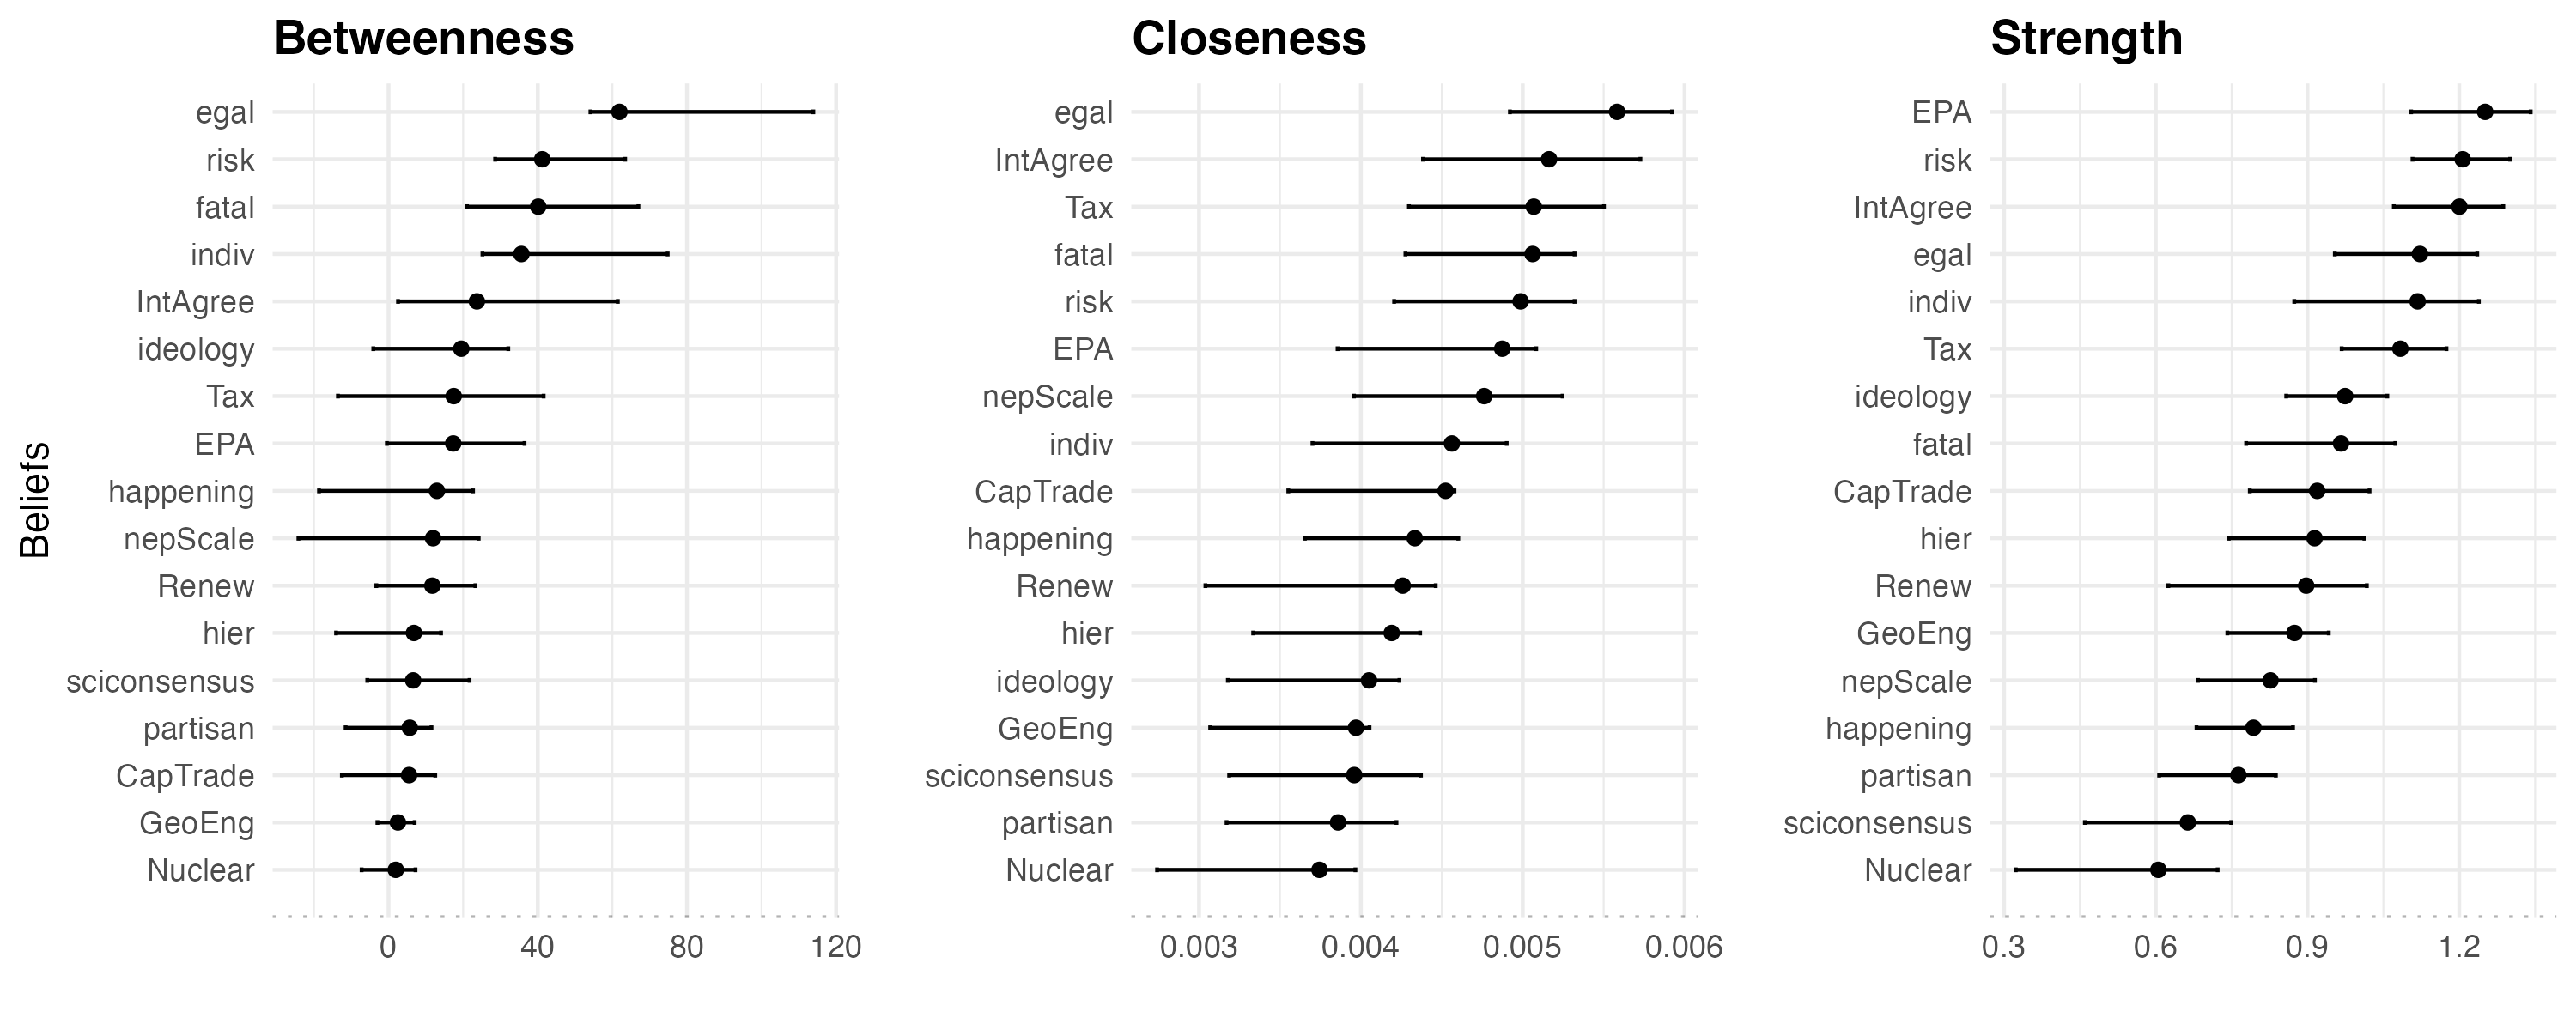 Betweenness
Closeness
Strength
Beliefs
egal
risk
fatal
indiv
IntAgree
ideology
Tax
EPA
happening
nepScale
Renew
hier
sciconsensus
partisan
CapTrade
GeoEng
Nuclear
0 40 80 120
egal
IntAgree
Tax
fatal
risk
EPA
nepScale
indiv
CapTrade
happening
Renew
hier
ideology
GeoEng
sciconsensus
partisan
Nuclear
0.003 0.004 0.005 0.006
EPA
risk
IntAgree
egal
indiv
Tax
ideology
fatal
CapTrade
hier
Renew
GeoEng
nepScale
happening
partisan
sciconsensus
Nuclear
0.3 0.6 0.9 1.2